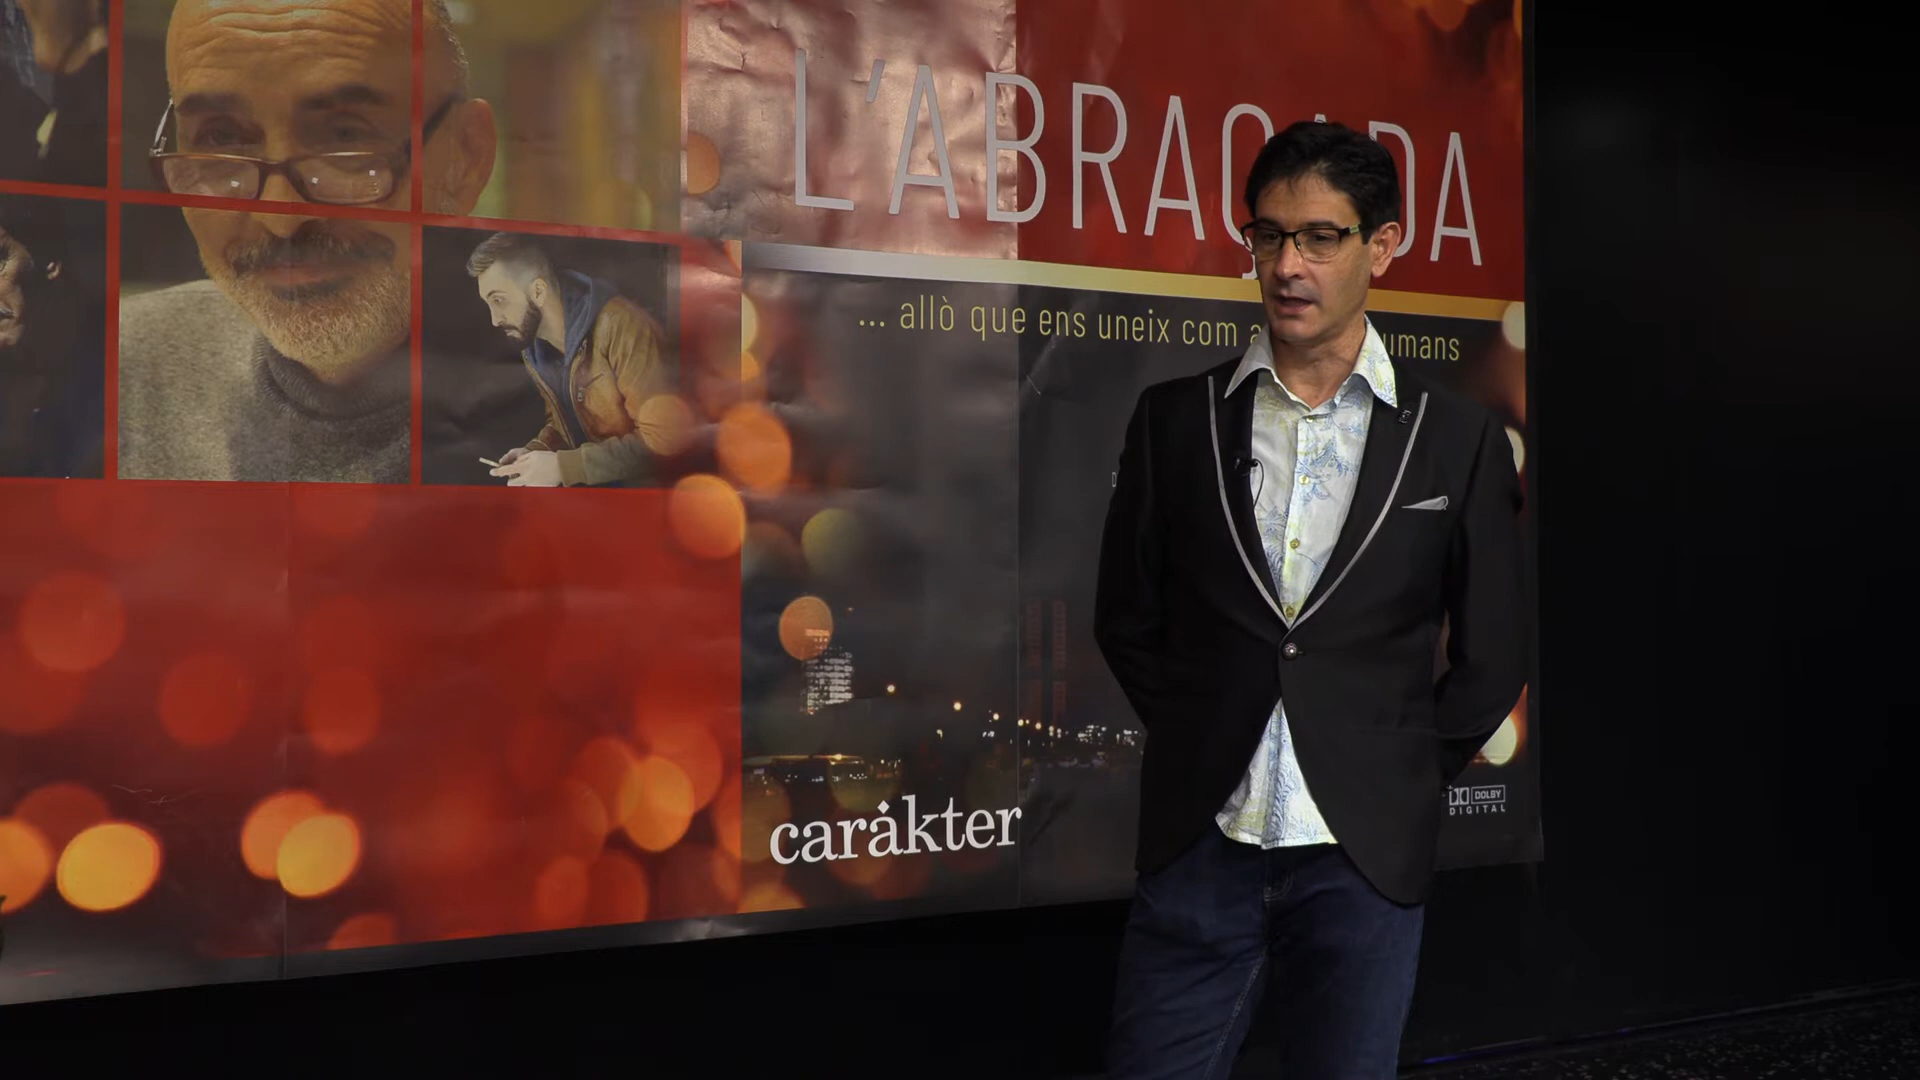 L'ABRAÇADA
... allò que ens uneix com a umans
caràkter
DOLBY
DIGITAL